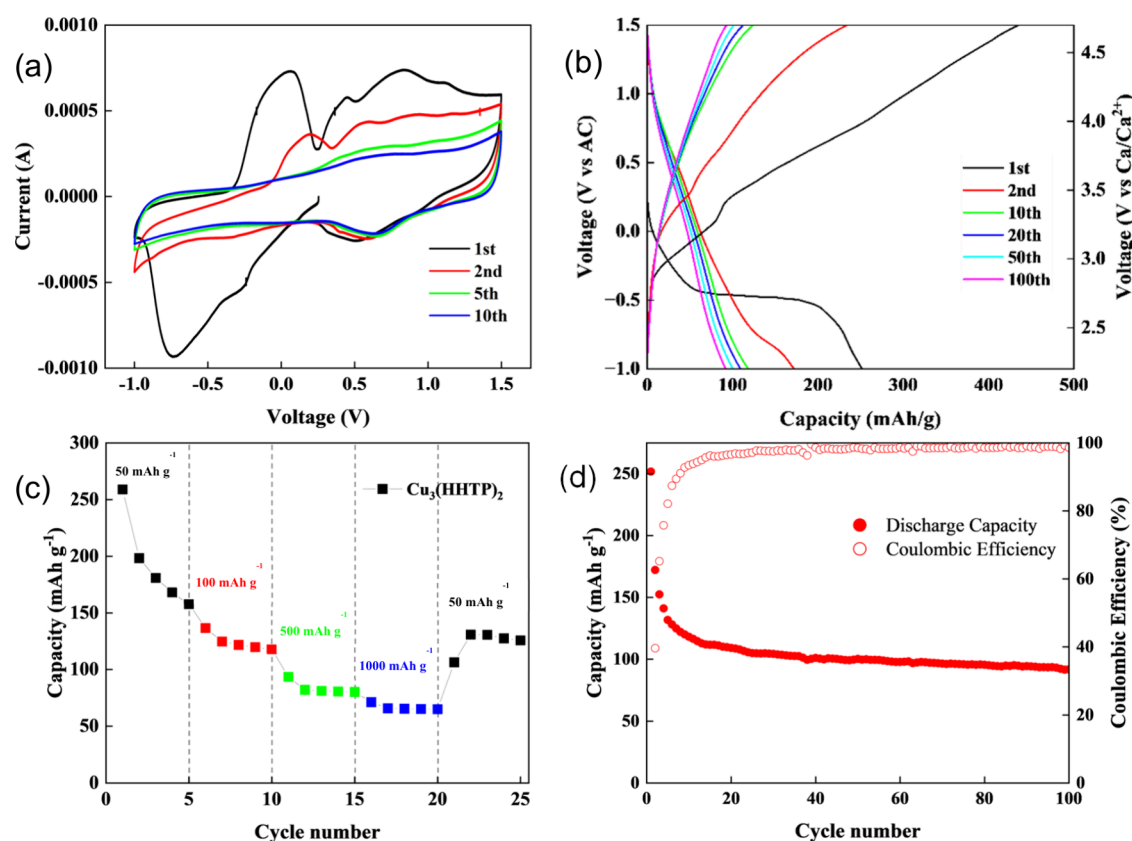 (a)
0.0010
0.0005
0.0000
-0.0005
-0.0010
Current (A)
-1.0 -0.5 0.0 0.5 1.0 1.5
Voltage (V)
1st
2nd
5th
10th
(b)
1.5
1.0
0.5
0.0
−0.5
−1.0
Voltage (V vs AC)
0 100 200 300 400 500
Capacity (mAh/g)
4.5
4.0
3.5
3.0
2.5
Voltage (V vs Ca/Ca²⁺)
1st
2nd
10th
20th
50th
100th
(c)
300
250
200
150
100
50
0
Capacity (mAh g⁻¹)
0 5 10 15 20 25
Cycle number
50 mAh g⁻¹
100 mAh g⁻¹
500 mAh g⁻¹
1000 mAh g⁻¹
50 mAh g⁻¹
Cu₃(HHTP)₂
(d)
250
200
150
100
50
0
Capacity (mAh g⁻¹)
0 20 40 60 80 100
Cycle number
100
80
60
40
20
0
Coulombic Efficiency (%)
Discharge Capacity
Coulombic Efficiency